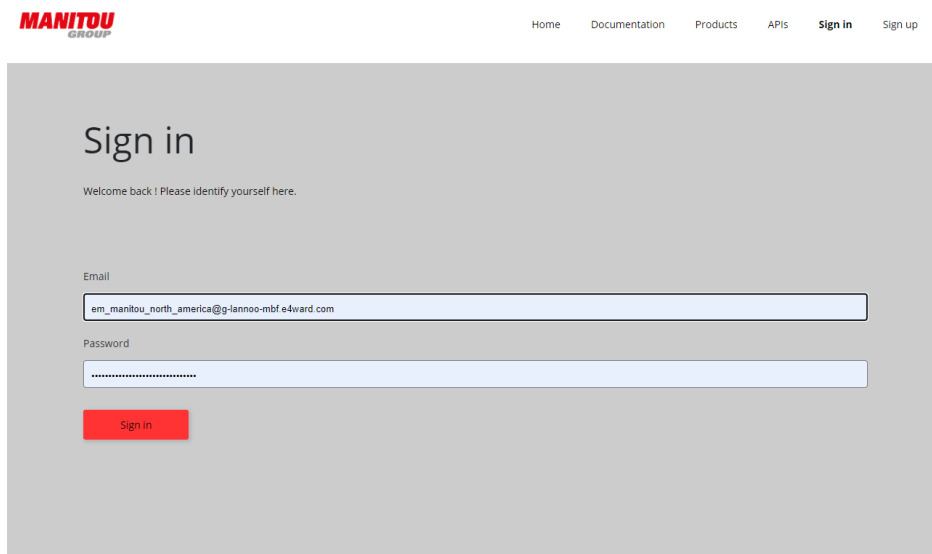 MANITOU
GROUP
Home Documentation Products APIs Sign in Sign up
Sign in
Welcome back ! Please identify yourself here.
Email
em_manitou_north_america@g-lannoo-mbf.e4ward.com
Password
•••••••••••••••••••••••••••••••
Sign in